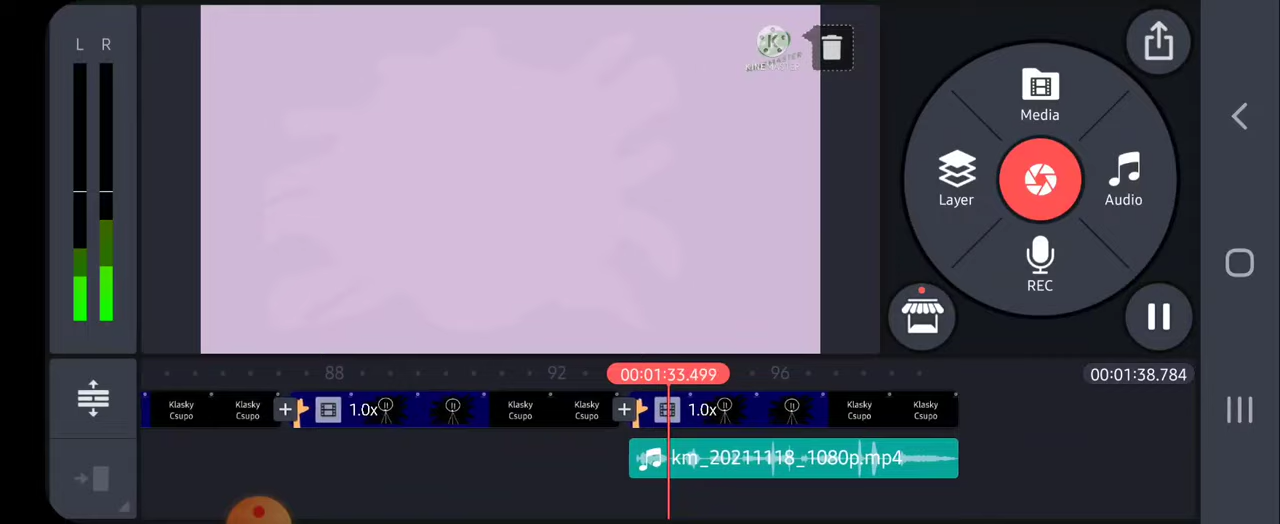 L R
KINEMASTER
Media
Layer
Audio
REC
88
92
00:01:33.499
96
00:01:38.784
Klasky
Csupo
Klasky
Csupo
1.0x
Klasky
Csupo
Klasky
Csupo
1.0x
Klasky
Csupo
Klasky
Csupo
km_20211118_1080p.mp4